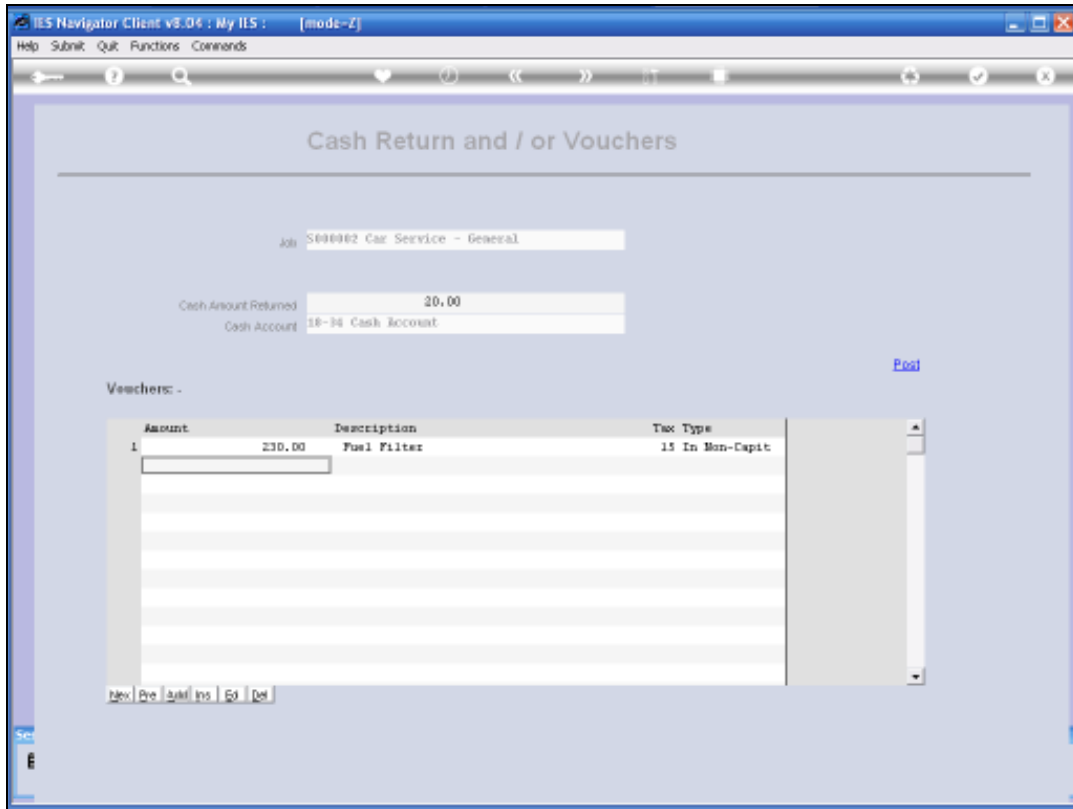 IES Navigator Client v8.04 : My IES : [mode=Z]
Help Submit Quit Functions Commands
Cash Return and / or Vouchers
Job S000002 Car Service - General
Cash Amount Returned 20.00
Cash Account 18-34 Cash Account
Post
Vouchers: -
Amount Description Tax Type
1 230.00 Fuel Filter 15 In Non-Capit
Nex Pre Add Ins Ed Del